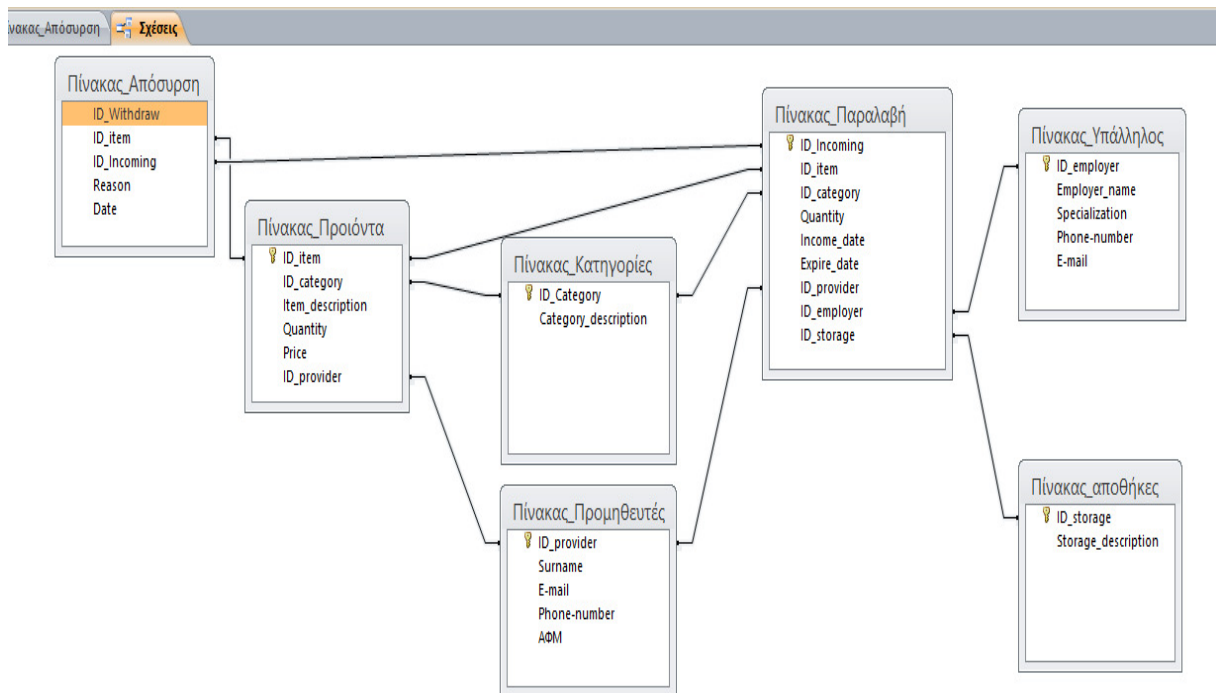 ίνακας_Απόσυρση Σχέσεις
Πίνακας_Απόσυρση
ID_Withdraw
ID_item
ID_Incoming
Reason
Date
Πίνακας_Προιόντα
ID_item
ID_category
Item_description
Quantity
Price
ID_provider
Πίνακας_Κατηγορίες
ID_Category
Category_description
Πίνακας_Προμηθευτές
ID_provider
Surname
E-mail
Phone-number
ΑΦΜ
Πίνακας_Παραλαβή
ID_Incoming
ID_item
ID_category
Quantity
Income_date
Expire_date
ID_provider
ID_employer
ID_storage
Πίνακας_Υπάλληλος
ID_employer
Employer_name
Specialization
Phone-number
E-mail
Πίνακας_αποθήκες
ID_storage
Storage_description